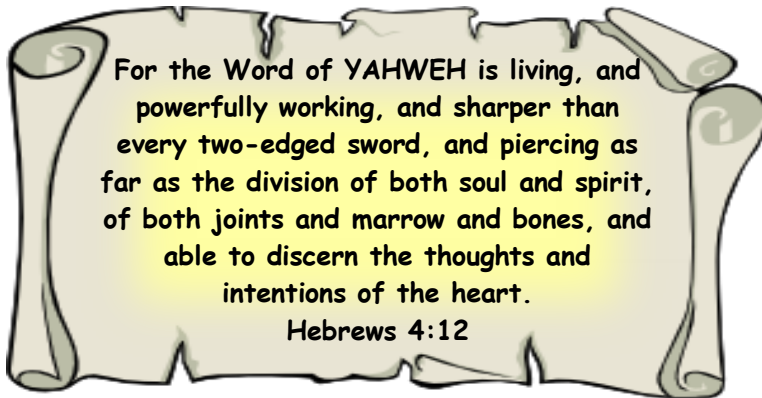 For the Word of YAHWEH is living, and
powerfully working, and sharper than
every two-edged sword, and piercing as
far as the division of both soul and spirit,
of both joints and marrow and bones, and
able to discern the thoughts and
intentions of the heart.
Hebrews 4:12